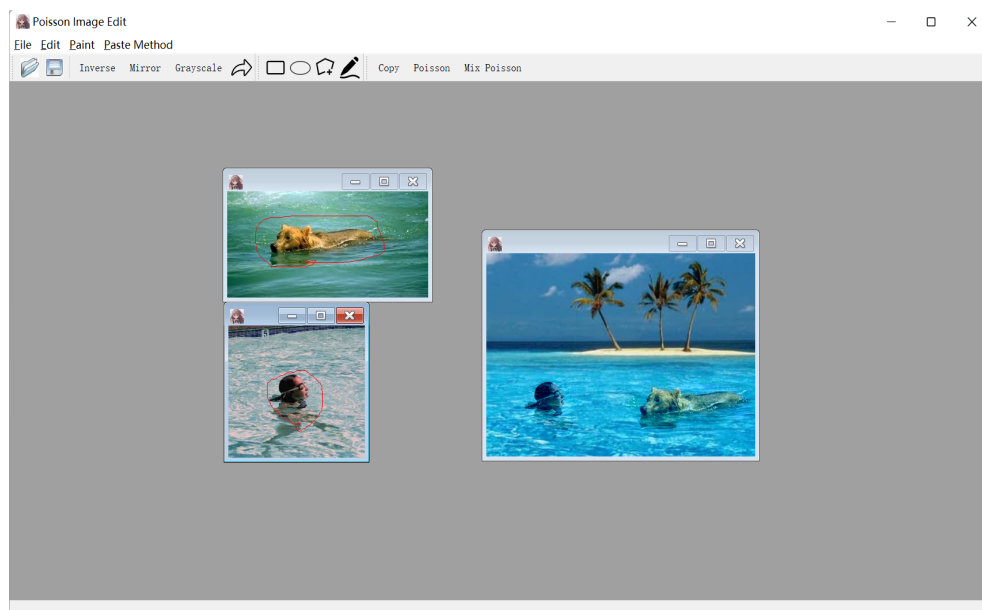 Poisson Image Edit
File Edit Paint Paste Method
Inverse Mirror Grayscale Copy Poisson Mix Poisson